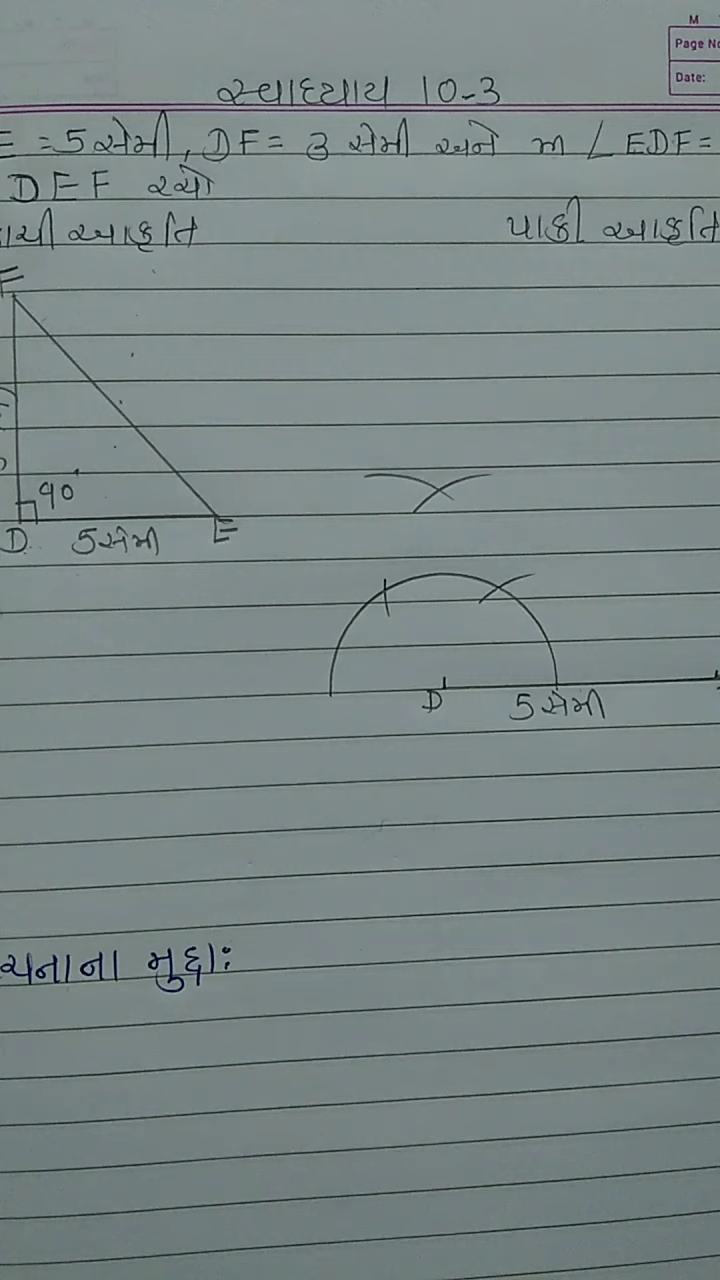 M
Page No
Date:
સ્વાધ્યાય 10-3
E = 5 સેમી, DF = 3 સેમી અને m ∠EDF =
DEF રચો
કાચી આકૃતિ
પાકી આકૃતિ
F
90°
D 5 સેમી E
D 5 સેમી
ચનાના મુદ્દા: